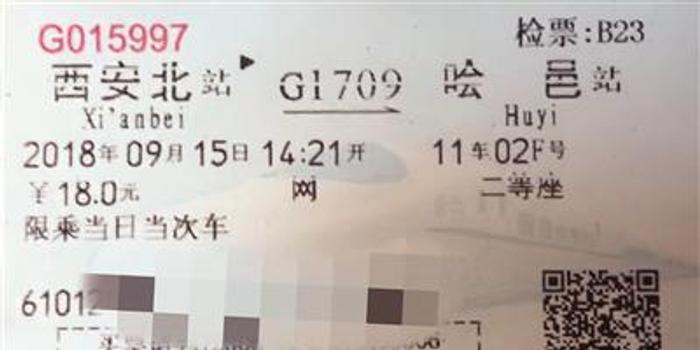 G015997 检票:B23
西安北站 G1709 哙邑站
Xi'anbei Huyi
2018年09月15日 14:21开 11车02F号
￥18.0元 网 二等座
限乘当日当次车
61012